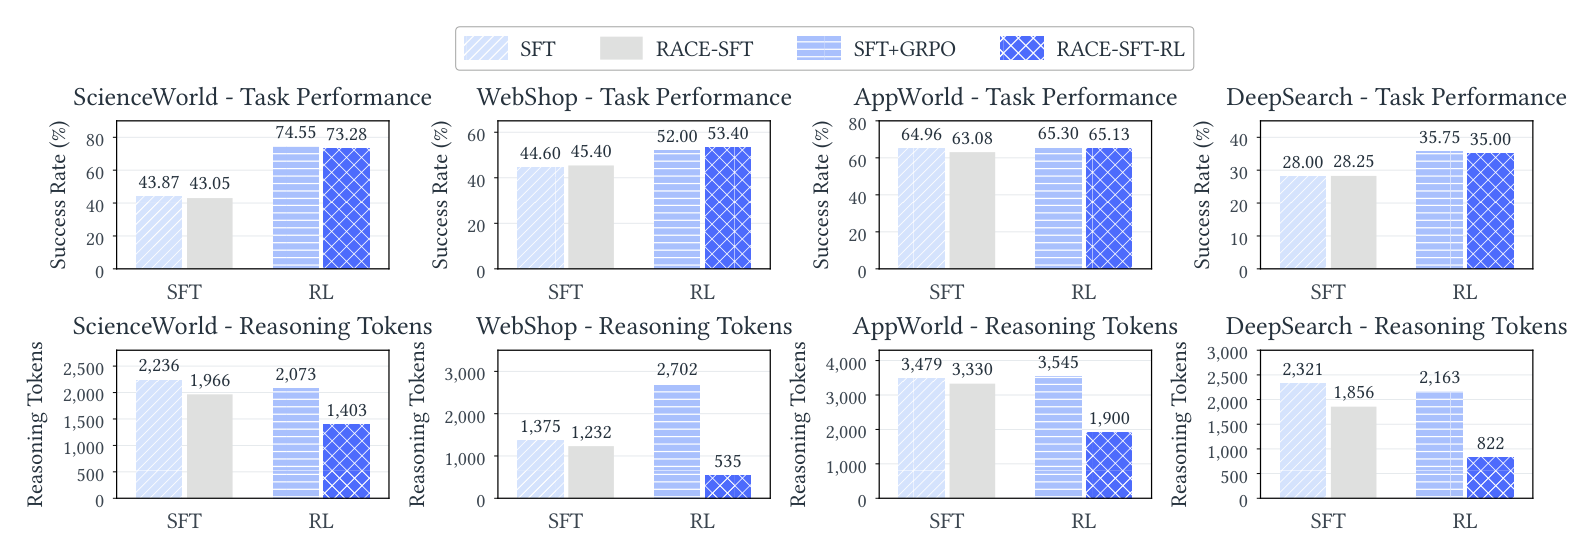 SFT RACE-SFT SFT+GRPO RACE-SFT-RL
ScienceWorld - Task Performance
Success Rate (%)
80
60
40
20
0
43.87 43.05 74.55 73.28
SFT RL
WebShop - Task Performance
Success Rate (%)
60
40
20
0
44.60 45.40 52.00 53.40
SFT RL
AppWorld - Task Performance
Success Rate (%)
80
60
40
20
0
64.96 63.08 65.30 65.13
SFT RL
DeepSearch - Task Performance
Success Rate (%)
40
30
20
10
0
28.00 28.25 35.75 35.00
SFT RL
ScienceWorld - Reasoning Tokens
Reasoning Tokens
2,500
2,000
1,500
1,000
500
0
2,236 1,966 2,073 1,403
SFT RL
WebShop - Reasoning Tokens
Reasoning Tokens
3,000
2,000
1,000
0
1,375 1,232 2,702 535
SFT RL
AppWorld - Reasoning Tokens
Reasoning Tokens
4,000
3,000
2,000
1,000
0
3,479 3,330 3,545 1,900
SFT RL
DeepSearch - Reasoning Tokens
Reasoning Tokens
3,000
2,500
2,000
1,500
1,000
500
0
2,321 1,856 2,163 822
SFT RL